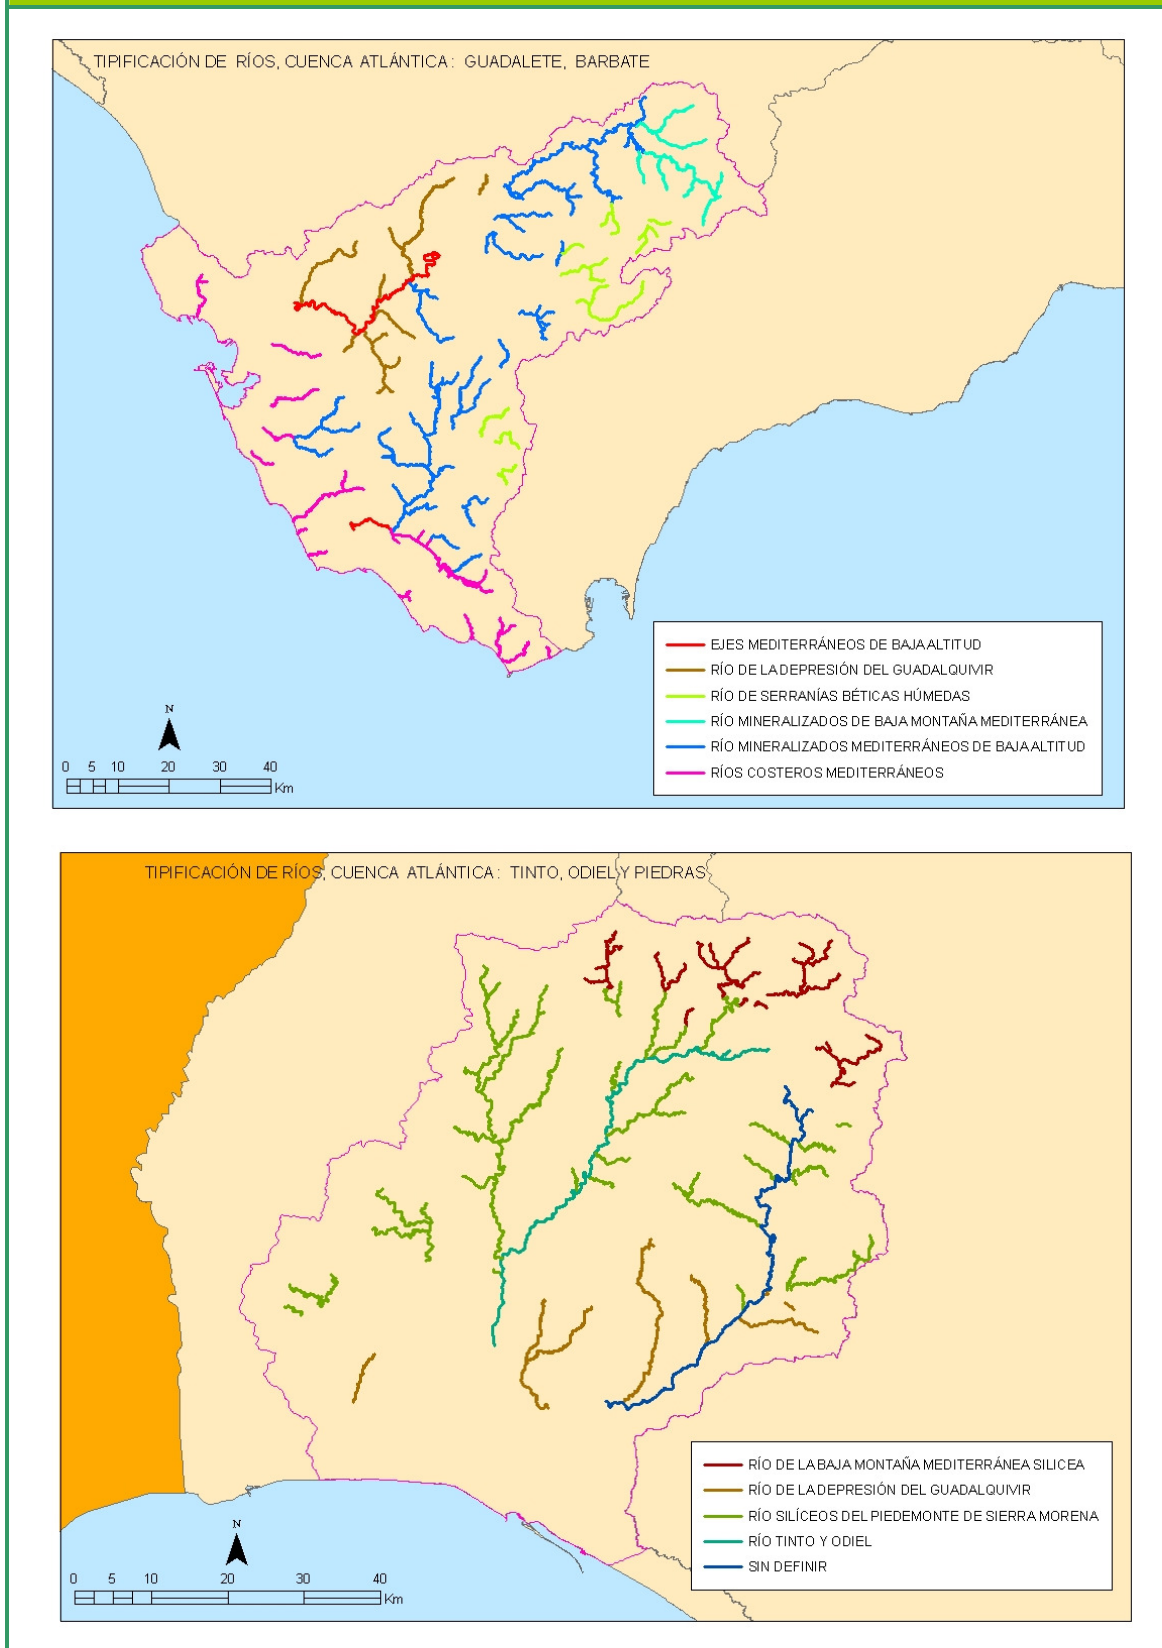 TIPIFICACIÓN DE RÍOS, CUENCA ATLÁNTICA: GUADALETE, BARBATE
EJES MEDITERRÁNEOS DE BAJA ALTITUD
RÍO DE LA DEPRESIÓN DEL GUADALQUIVIR
RÍO DE SERRANÍAS BÉTICAS HÚMEDAS
RÍO MINERALIZADOS DE BAJA MONTAÑA MEDITERRÁNEA
RÍO MINERALIZADOS MEDITERRÁNEOS DE BAJA ALTITUD
RÍOS COSTEROS MEDITERRÁNEOS
N
0 5 10 20 30 40
Km
TIPIFICACIÓN DE RÍOS, CUENCA ATLÁNTICA: TINTO, ODIEL Y PIEDRAS
RÍO DE LA BAJA MONTAÑA MEDITERRÁNEA SILICEA
RÍO DE LA DEPRESIÓN DEL GUADALQUIVIR
RÍO SILÍCEOS DEL PIEDEMONTE DE SIERRA MORENA
RÍO TINTO Y ODIEL
SIN DEFINIR
N
0 5 10 20 30 40
Km